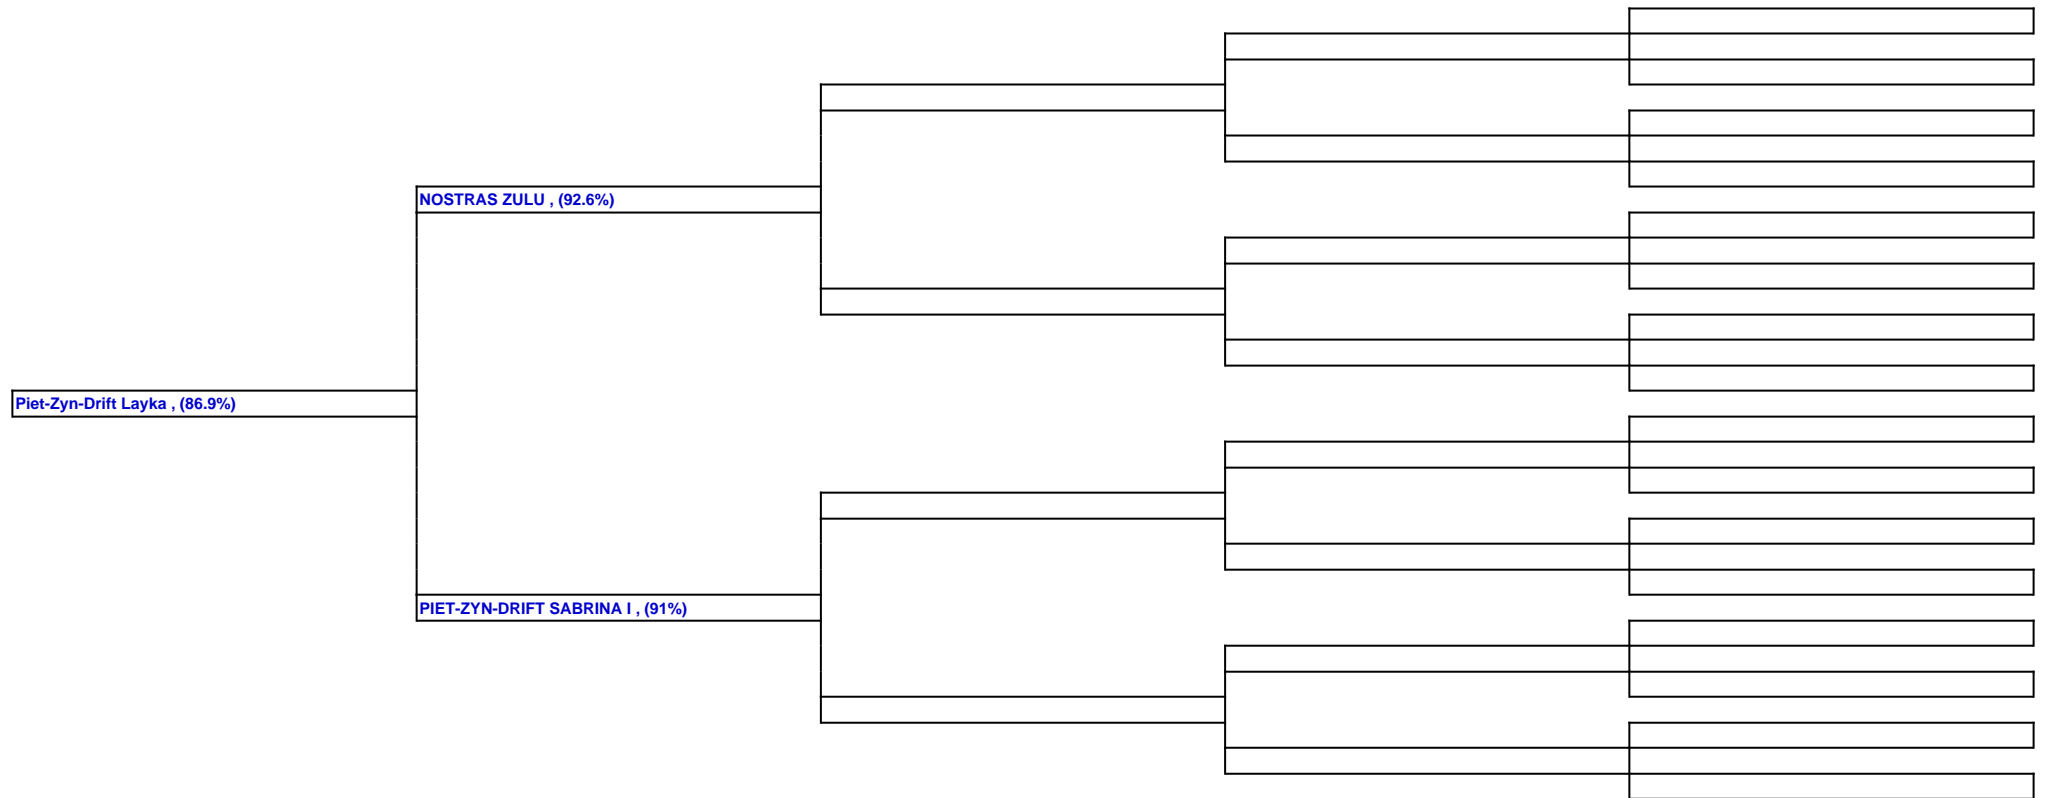 NOSTRAS ZULU , (92.6%)
Piet-Zyn-Drift Layka , (86.9%)
PIET-ZYN-DRIFT SABRINA I , (91%)